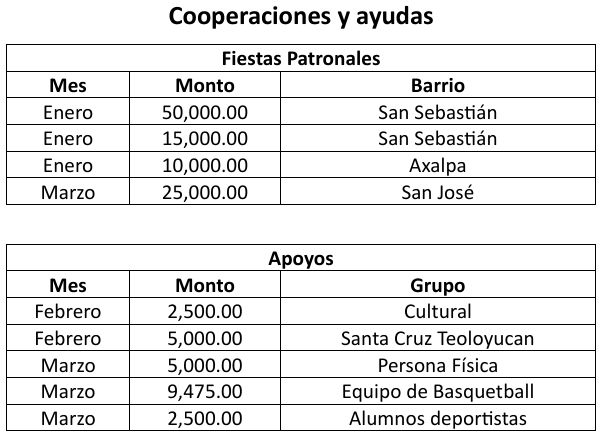 Cooperaciones y ayudas
Fiestas Patronales
Mes Monto Barrio
Enero 50,000.00 San Sebastián
Enero 15,000.00 San Sebastián
Enero 10,000.00 Axalpa
Marzo 25,000.00 San José
Apoyos
Mes Monto Grupo
Febrero 2,500.00 Cultural
Febrero 5,000.00 Santa Cruz Teoloyucan
Marzo 5,000.00 Persona Física
Marzo 9,475.00 Equipo de Basquetball
Marzo 2,500.00 Alumnos deportistas